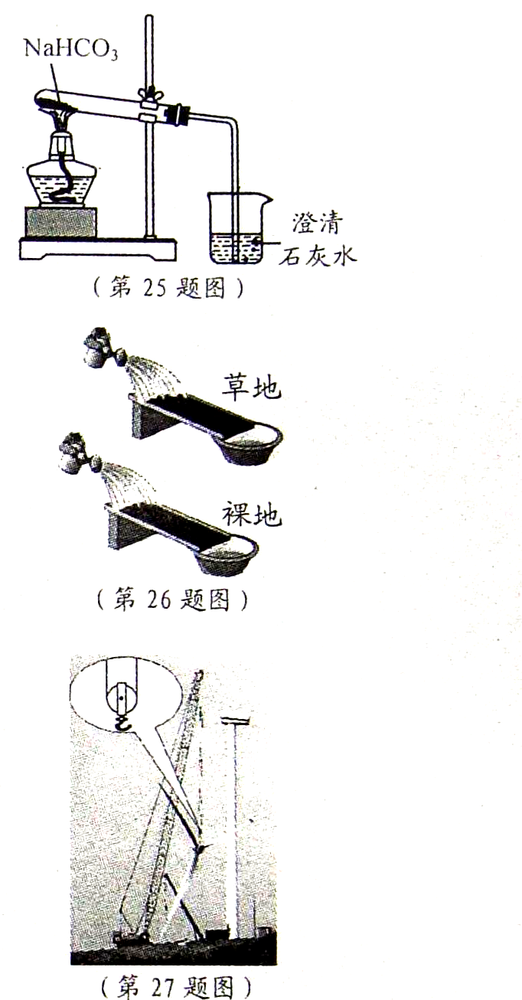 NaHCO₃
澄清
石灰水
（第 25 题图）
草地
裸地
（第 26 题图）
（第 27 题图）